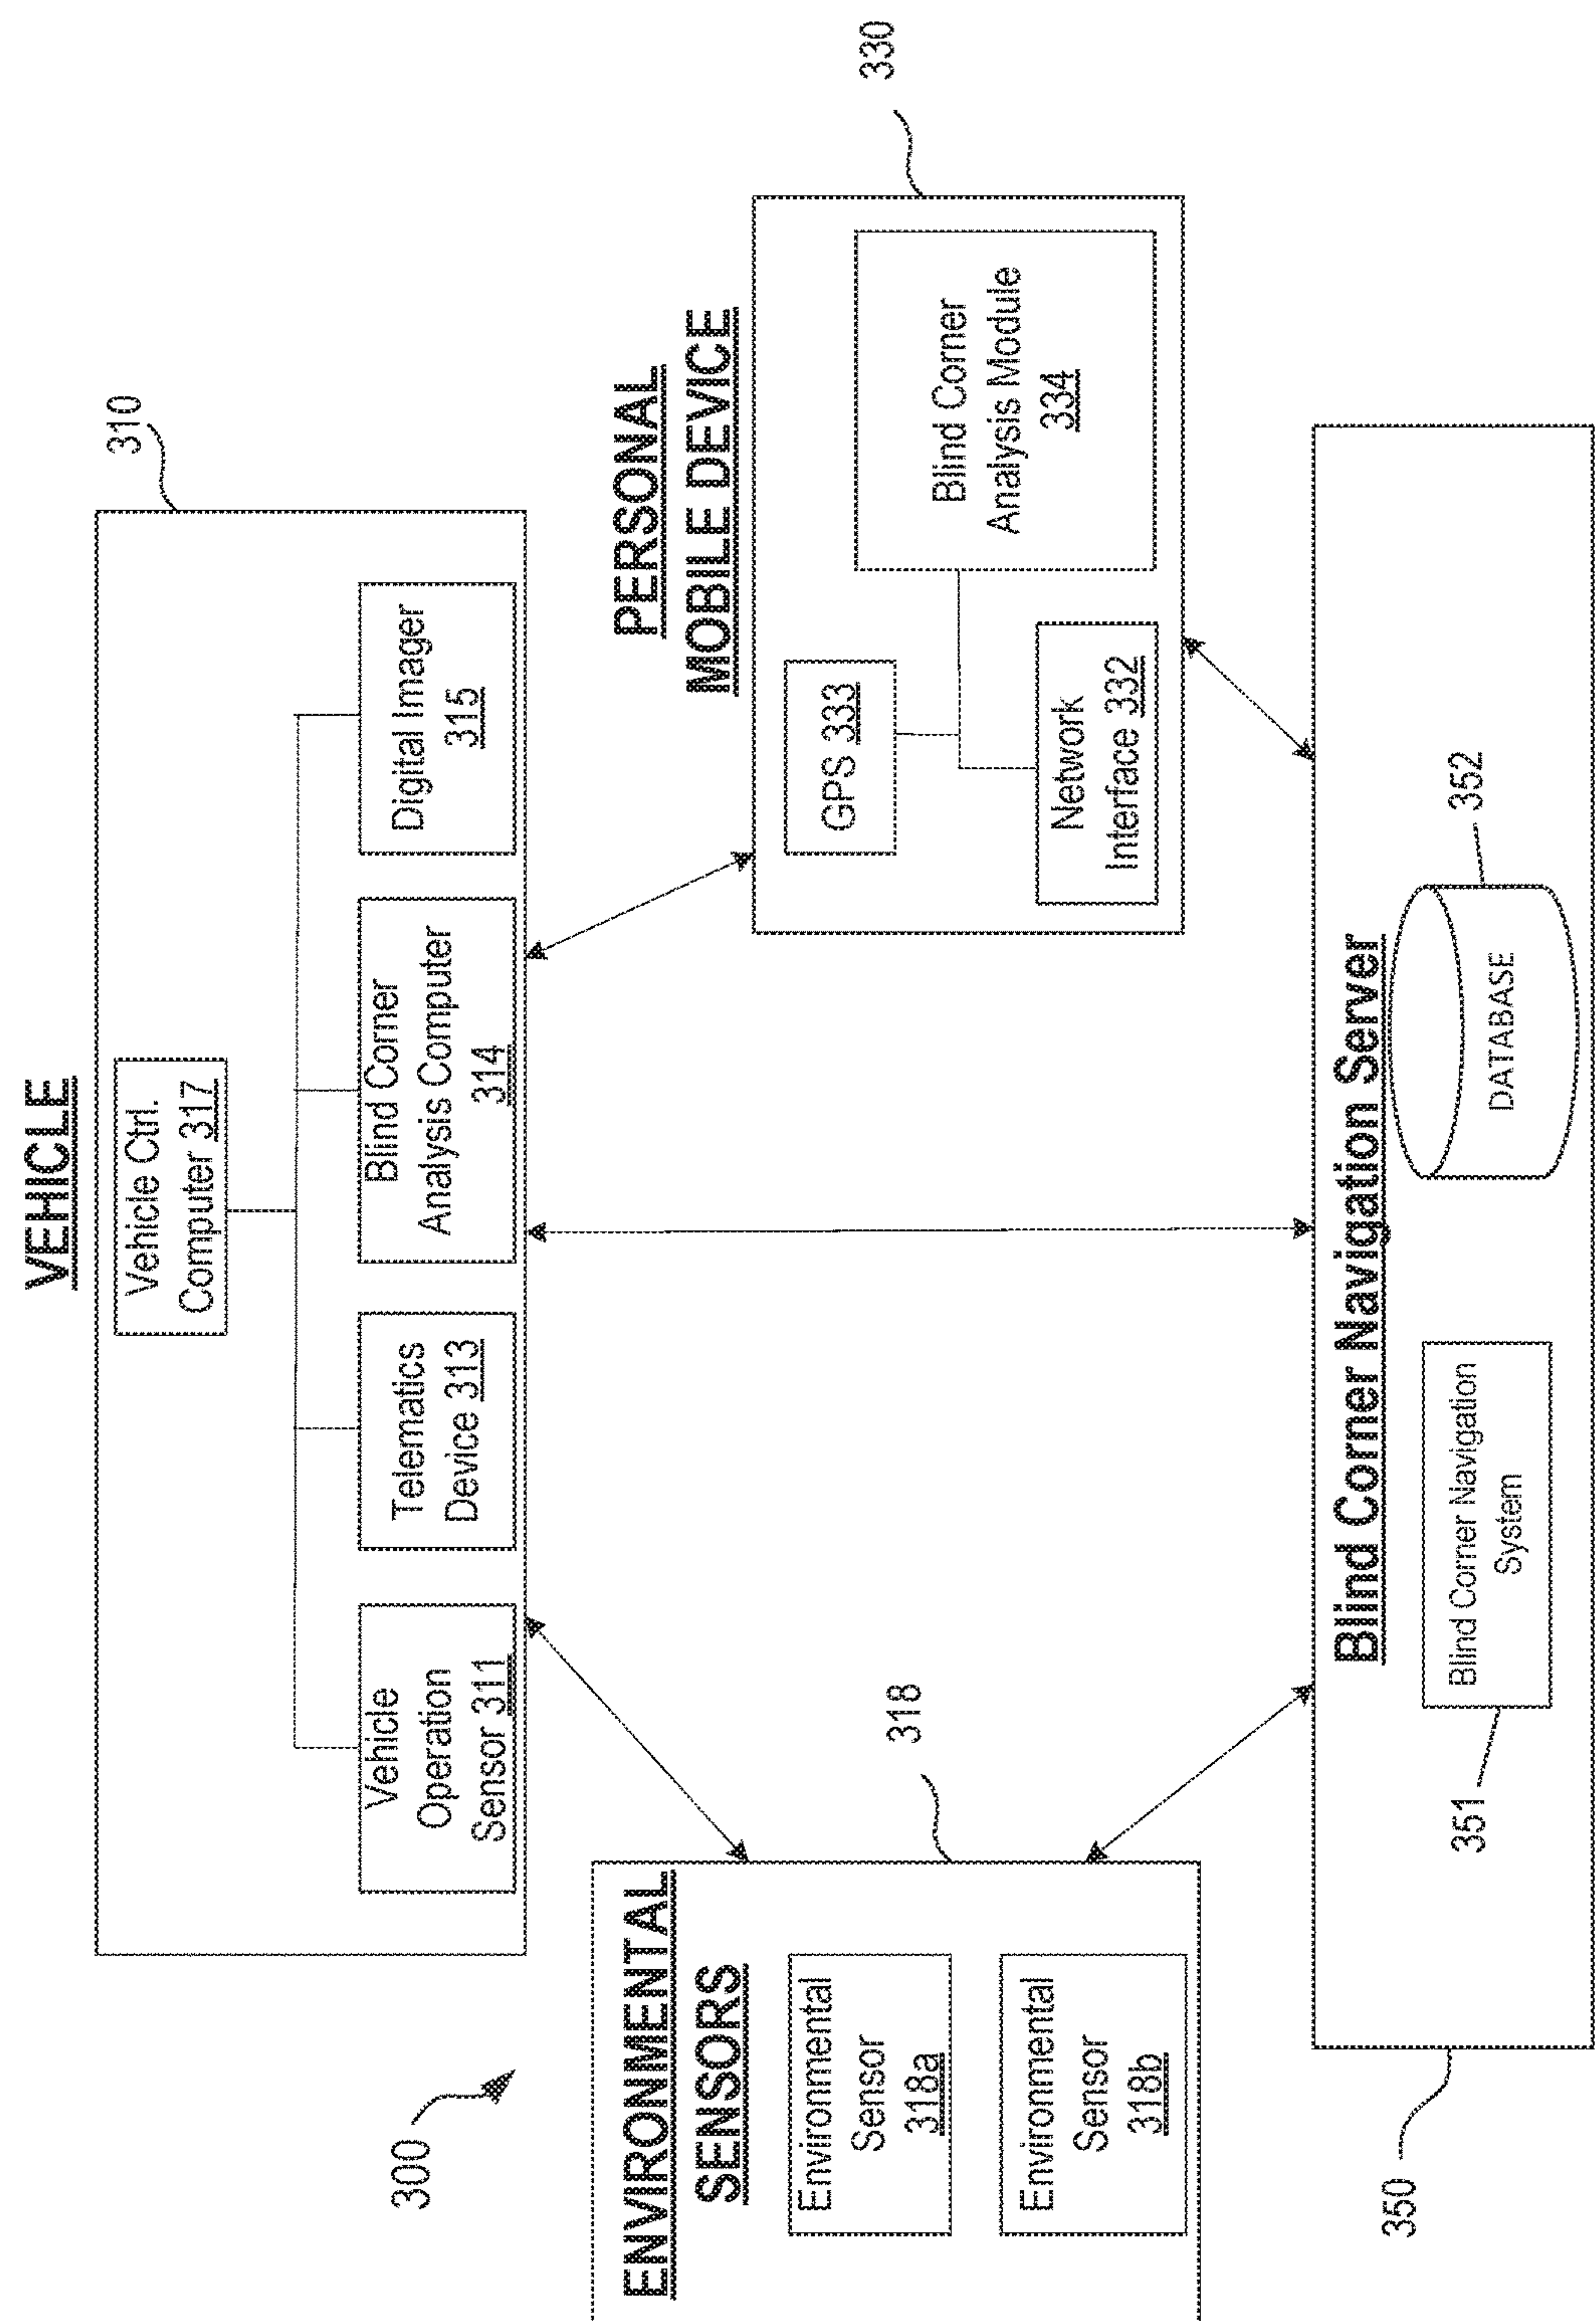 300
VEHICLE
310
Vehicle Ctrl.
Computer 317
Vehicle
Operation
Sensor 311
Telematics
Device 313
Blind Corner
Analysis Computer
314
Digital Imager
315
ENVIRONMENTAL
SENSORS
318
Environmental
Sensor
318a
Environmental
Sensor
318b
PERSONAL
MOBILE DEVICE
330
GPS 333
Network
Interface 332
Blind Corner
Analysis Module
334
Blind Corner Navigation Server
350
351
Blind Corner Navigation
System
DATABASE
352